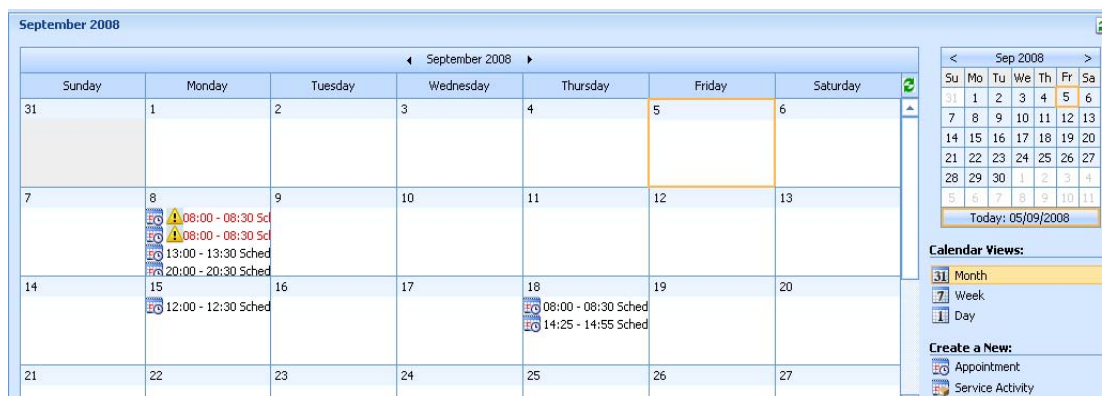 September 2008
September 2008
Sunday Monday Tuesday Wednesday Thursday Friday Saturday
31 1 2 3 4 5 6
7 8 9 10 11 12 13
08:00 - 08:30 Sch
08:00 - 08:30 Sch
13:00 - 13:30 Sched
20:00 - 20:30 Sched
14 15 16 17 18 19 20
12:00 - 12:30 Sched 08:00 - 08:30 Sched
14:25 - 14:55 Sched
21 22 23 24 25 26 27
< Sep 2008 >
Su Mo Tu We Th Fr Sa
31 1 2 3 4 5 6
7 8 9 10 11 12 13
14 15 16 17 18 19 20
21 22 23 24 25 26 27
28 29 30 1 2 3 4
5 6 7 8 9 10 11
Today: 05/09/2008
Calendar Views:
31 Month
7 Week
1 Day
Create a New:
Appointment
Service Activity